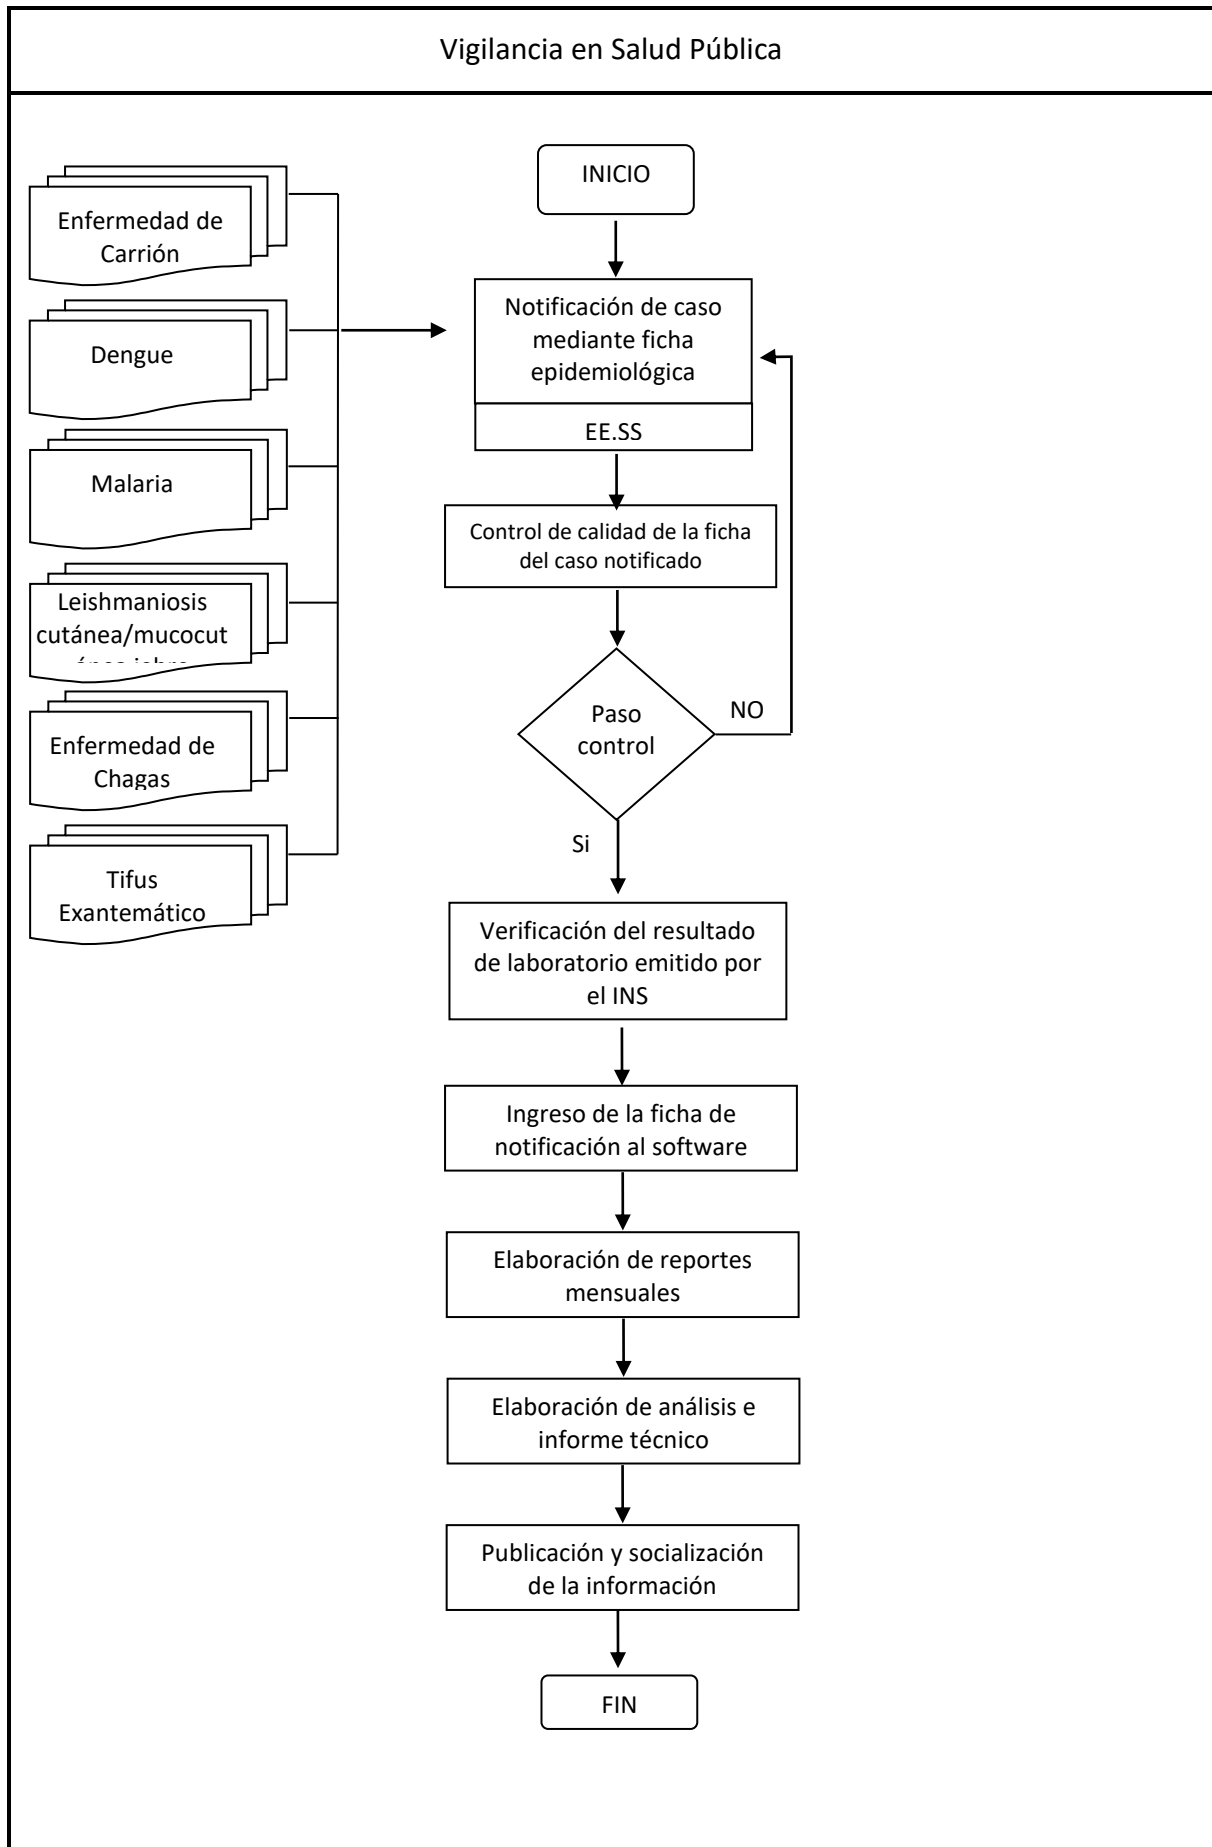 Vigilancia en Salud Pública
INICIO
Enfermedad de
Carrión
Dengue
Malaria
Leishmaniosis
cutánea/mucocut
Enfermedad de
Chagas
Tifus
Exantemático
Notificación de caso
mediante ficha
epidemiológica
EE.SS
Control de calidad de la ficha
del caso notificado
Paso
control
NO
Si
Verificación del resultado
de laboratorio emitido por
el INS
Ingreso de la ficha de
notificación al software
Elaboración de reportes
mensuales
Elaboración de análisis e
informe técnico
Publicación y socialización
de la información
FIN